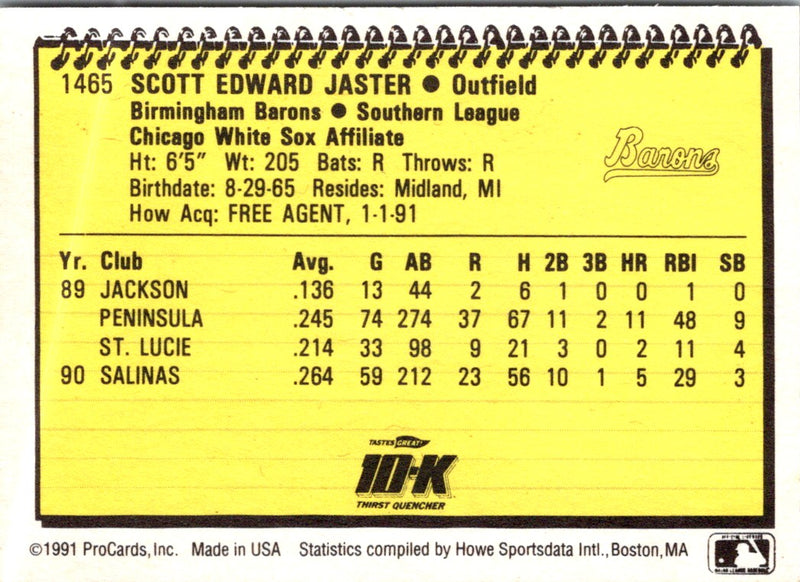 1465 SCOTT EDWARD JASTER ● Outfield
Birmingham Barons ● Southern League
Chicago White Sox Affiliate
Barons
Ht: 6'5" Wt: 205 Bats: R Throws: R
Birthdate: 8-29-65 Resides: Midland, MI
How Acq: FREE AGENT, 1-1-91
Yr. Club Avg. G AB R H 2B 3B HR RBI SB
89 JACKSON .136 13 44 2 6 1 0 0 1 0
PENINSULA .245 74 274 37 67 11 2 11 48 9
ST. LUCIE .214 33 98 9 21 3 0 2 11 4
90 SALINAS .264 59 212 23 56 10 1 5 29 3
TASTES GREAT!
10-K
THIRST QUENCHER
©1991 ProCards, Inc. Made in USA Statistics compiled by Howe Sportsdata Intl., Boston, MA